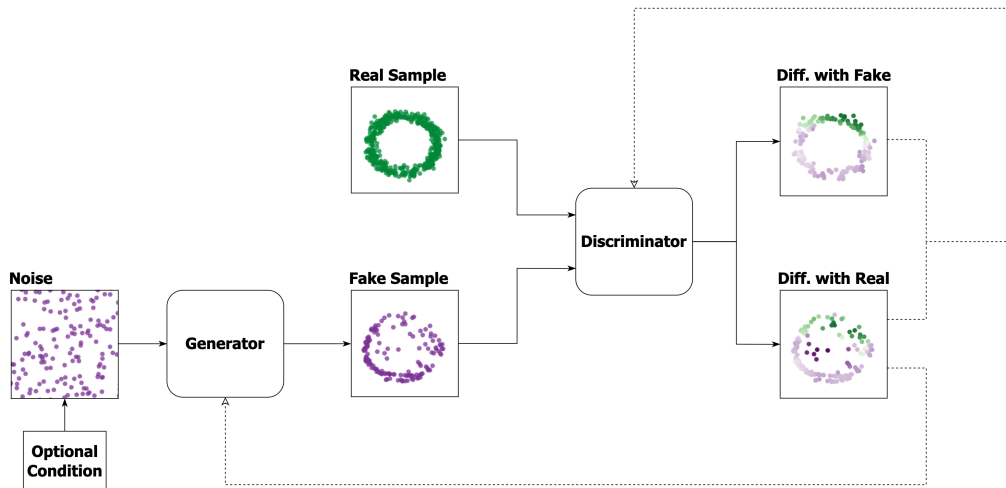 Real Sample
Diff. with Fake
Discriminator
Noise
Fake Sample
Diff. with Real
Generator
Optional
Condition